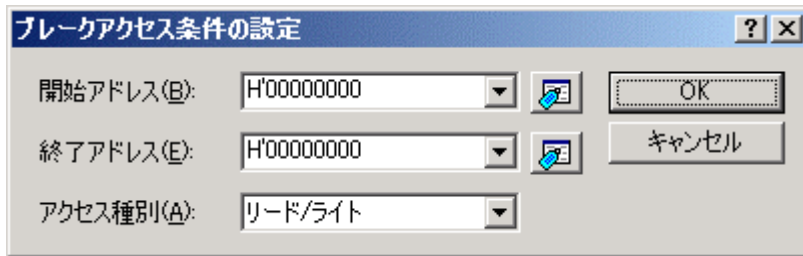 ブレークアクセス条件の設定
開始アドレス(B): H'00000000 OK
終了アドレス(E): H'00000000 キャンセル
アクセス種別(A): リード/ライト